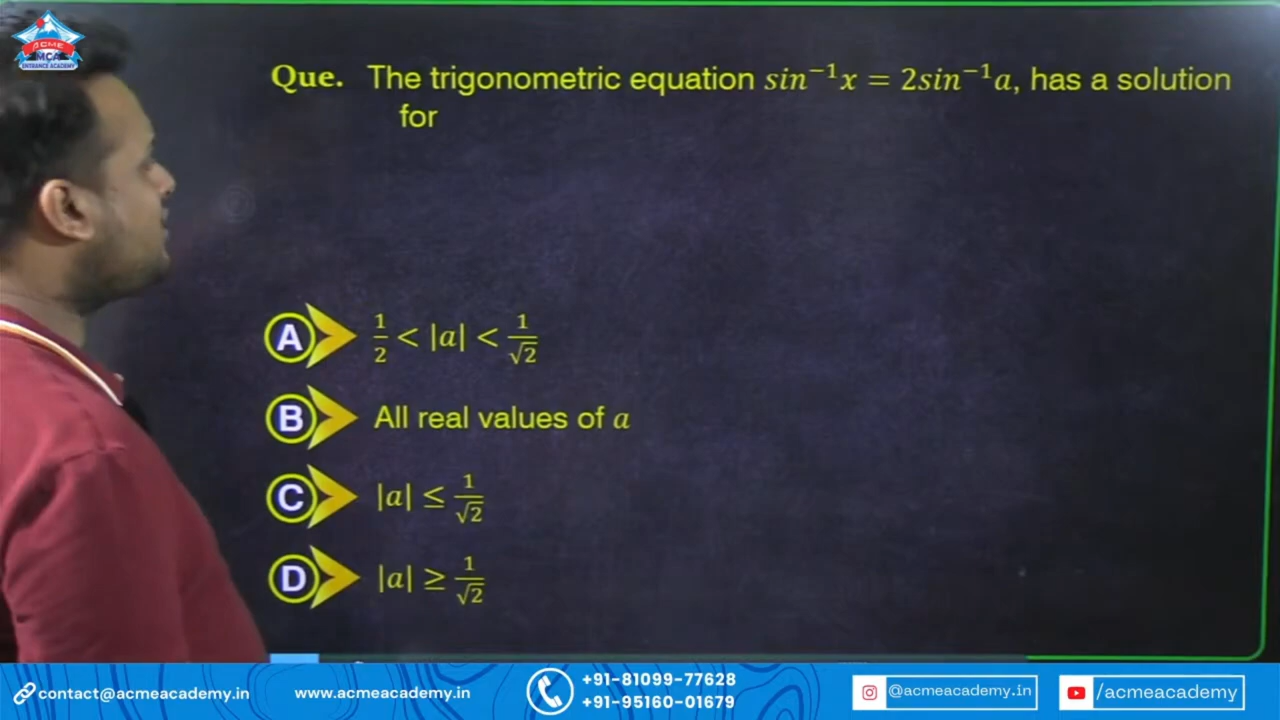 ACME
MCA
ENTRANCE ACADEMY
Que. The trigonometric equation sin⁻¹x = 2sin⁻¹a, has a solution
for
A 1/2 < |a| < 1/√2
B All real values of a
C |a| ≤ 1/√2
D |a| ≥ 1/√2
contact@acmeacademy.in www.acmeacademy.in +91-81099-77628 @acmeacademy.in /acmeacademy
+91-95160-01679